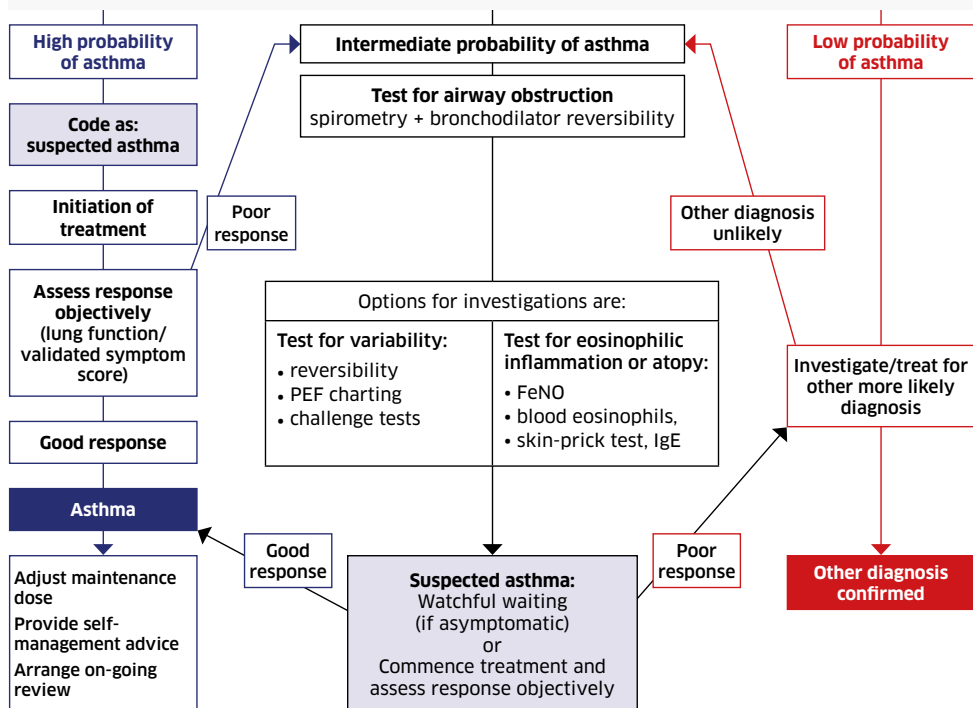 High probability
of asthma
Code as:
suspected asthma
Initiation of
treatment
Assess response
objectively
(lung function/
validated symptom
score)
Good response
Asthma
Adjust maintenance
dose
Provide self-
management advice
Arrange on-going
review
Poor
response
Intermediate probability of asthma
Test for airway obstruction
spirometry + bronchodilator reversibility
Options for investigations are:
Test for variability:
• reversibility
• PEF charting
• challenge tests
Test for eosinophilic
inflammation or atopy:
• FeNO
• blood eosinophils,
• skin-prick test, IgE
Good
response
Suspected asthma:
Watchful waiting
(if asymptomatic)
or
Commence treatment and
assess response objectively
Poor
response
Low probability
of asthma
Other diagnosis
unlikely
Investigate/treat for
other more likely
diagnosis
Other diagnosis
confirmed